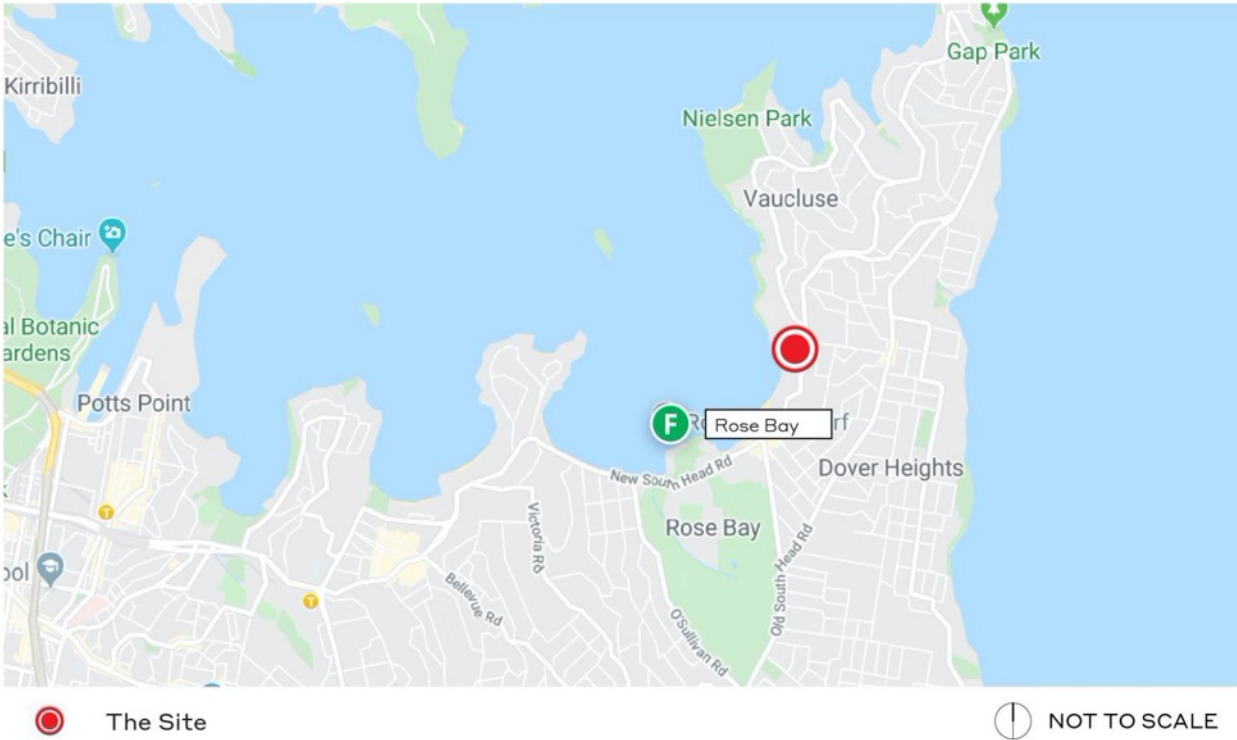 Gap Park
Kirribilli
Nielsen Park
Vaucluse
e's Chair
al Botanic
ardens
Potts Point
F
Rose Bay
rf
New South Head Rd
Dover Heights
Rose Bay
Victoria Rd
Old South Head Rd
T
ool
Bellevue Rd
T
O'Sullivan Rd
The Site
NOT TO SCALE